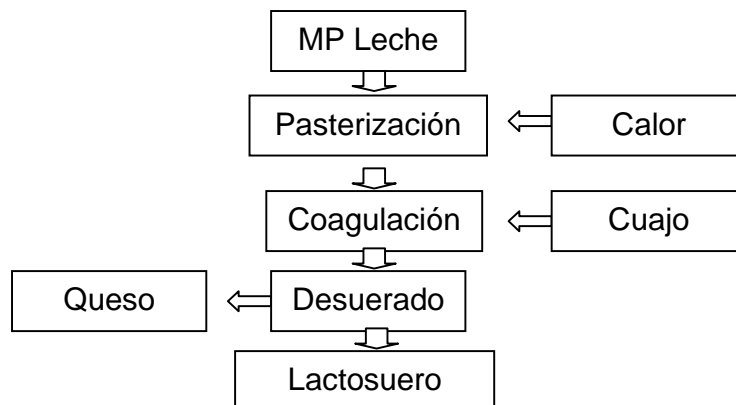 MP Leche
Pasterización
Calor
Coagulación
Cuajo
Queso
Desuerado
Lactosuero